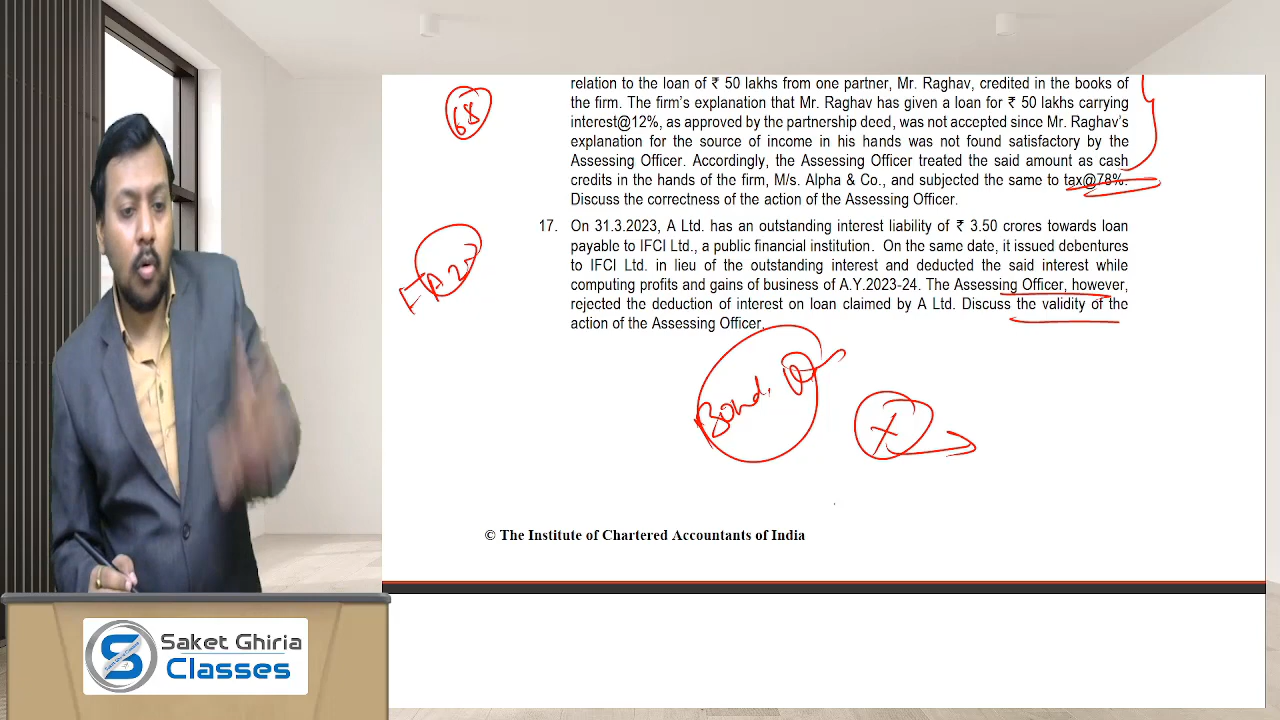 relation to the loan of ₹ 50 lakhs from one partner, Mr. Raghav, credited in the books of
the firm. The firm's explanation that Mr. Raghav has given a loan for ₹ 50 lakhs carrying
68
interest@12%, as approved by the partnership deed, was not accepted since Mr. Raghav's
explanation for the source of income in his hands was not found satisfactory by the
Assessing Officer. Accordingly, the Assessing Officer treated the said amount as cash
credits in the hands of the firm, M/s. Alpha & Co., and subjected the same to tax@78%.
Discuss the correctness of the action of the Assessing Officer.
17. On 31.3.2023, A Ltd. has an outstanding interest liability of ₹ 3.50 crores towards loan
payable to IFCI Ltd., a public financial institution. On the same date, it issued debentures
to IFCI Ltd. in lieu of the outstanding interest and deducted the said interest while
computing profits and gains of business of A.Y.2023-24. The Assessing Officer, however,
rejected the deduction of interest on loan claimed by A Ltd. Discuss the validity of the
action of the Assessing Officer.
Bond.
X
© The Institute of Chartered Accountants of India
S
Saket Ghiria
Classes